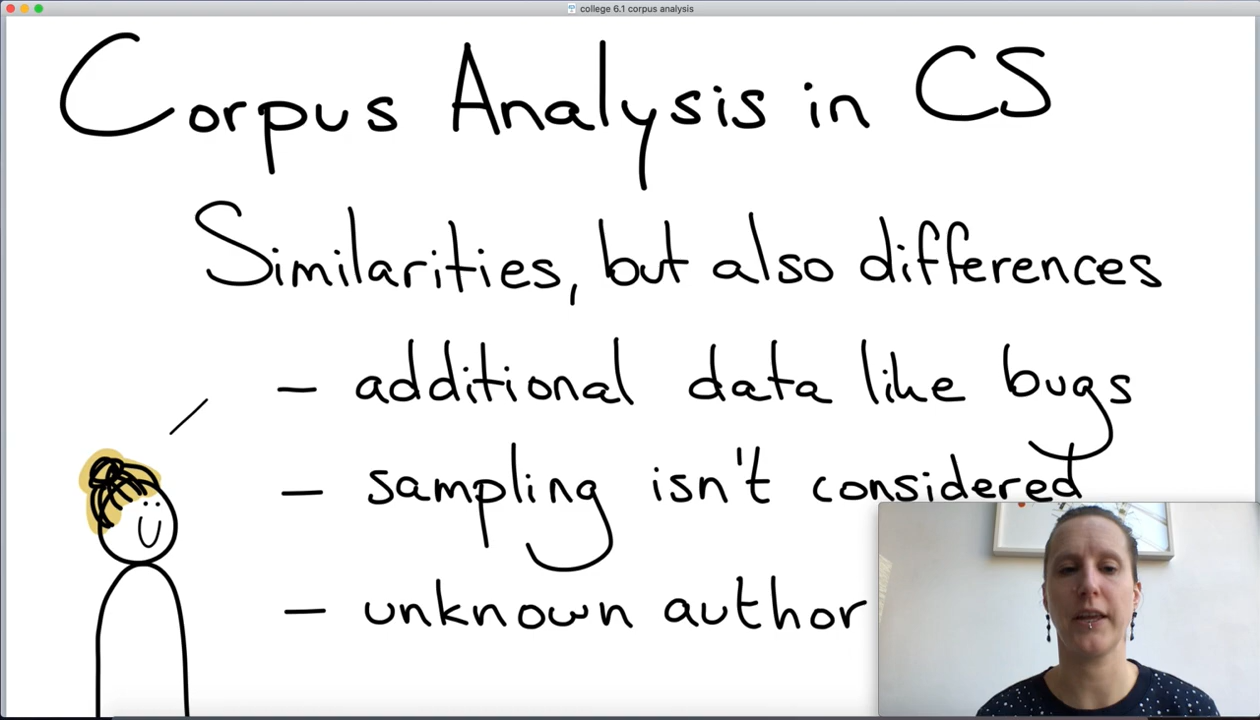 college 6.1 corpus analysis
Corpus Analysis in CS
Similarities, but also differences
– additional data like bugs
– sampling isn't considered
– unknown author